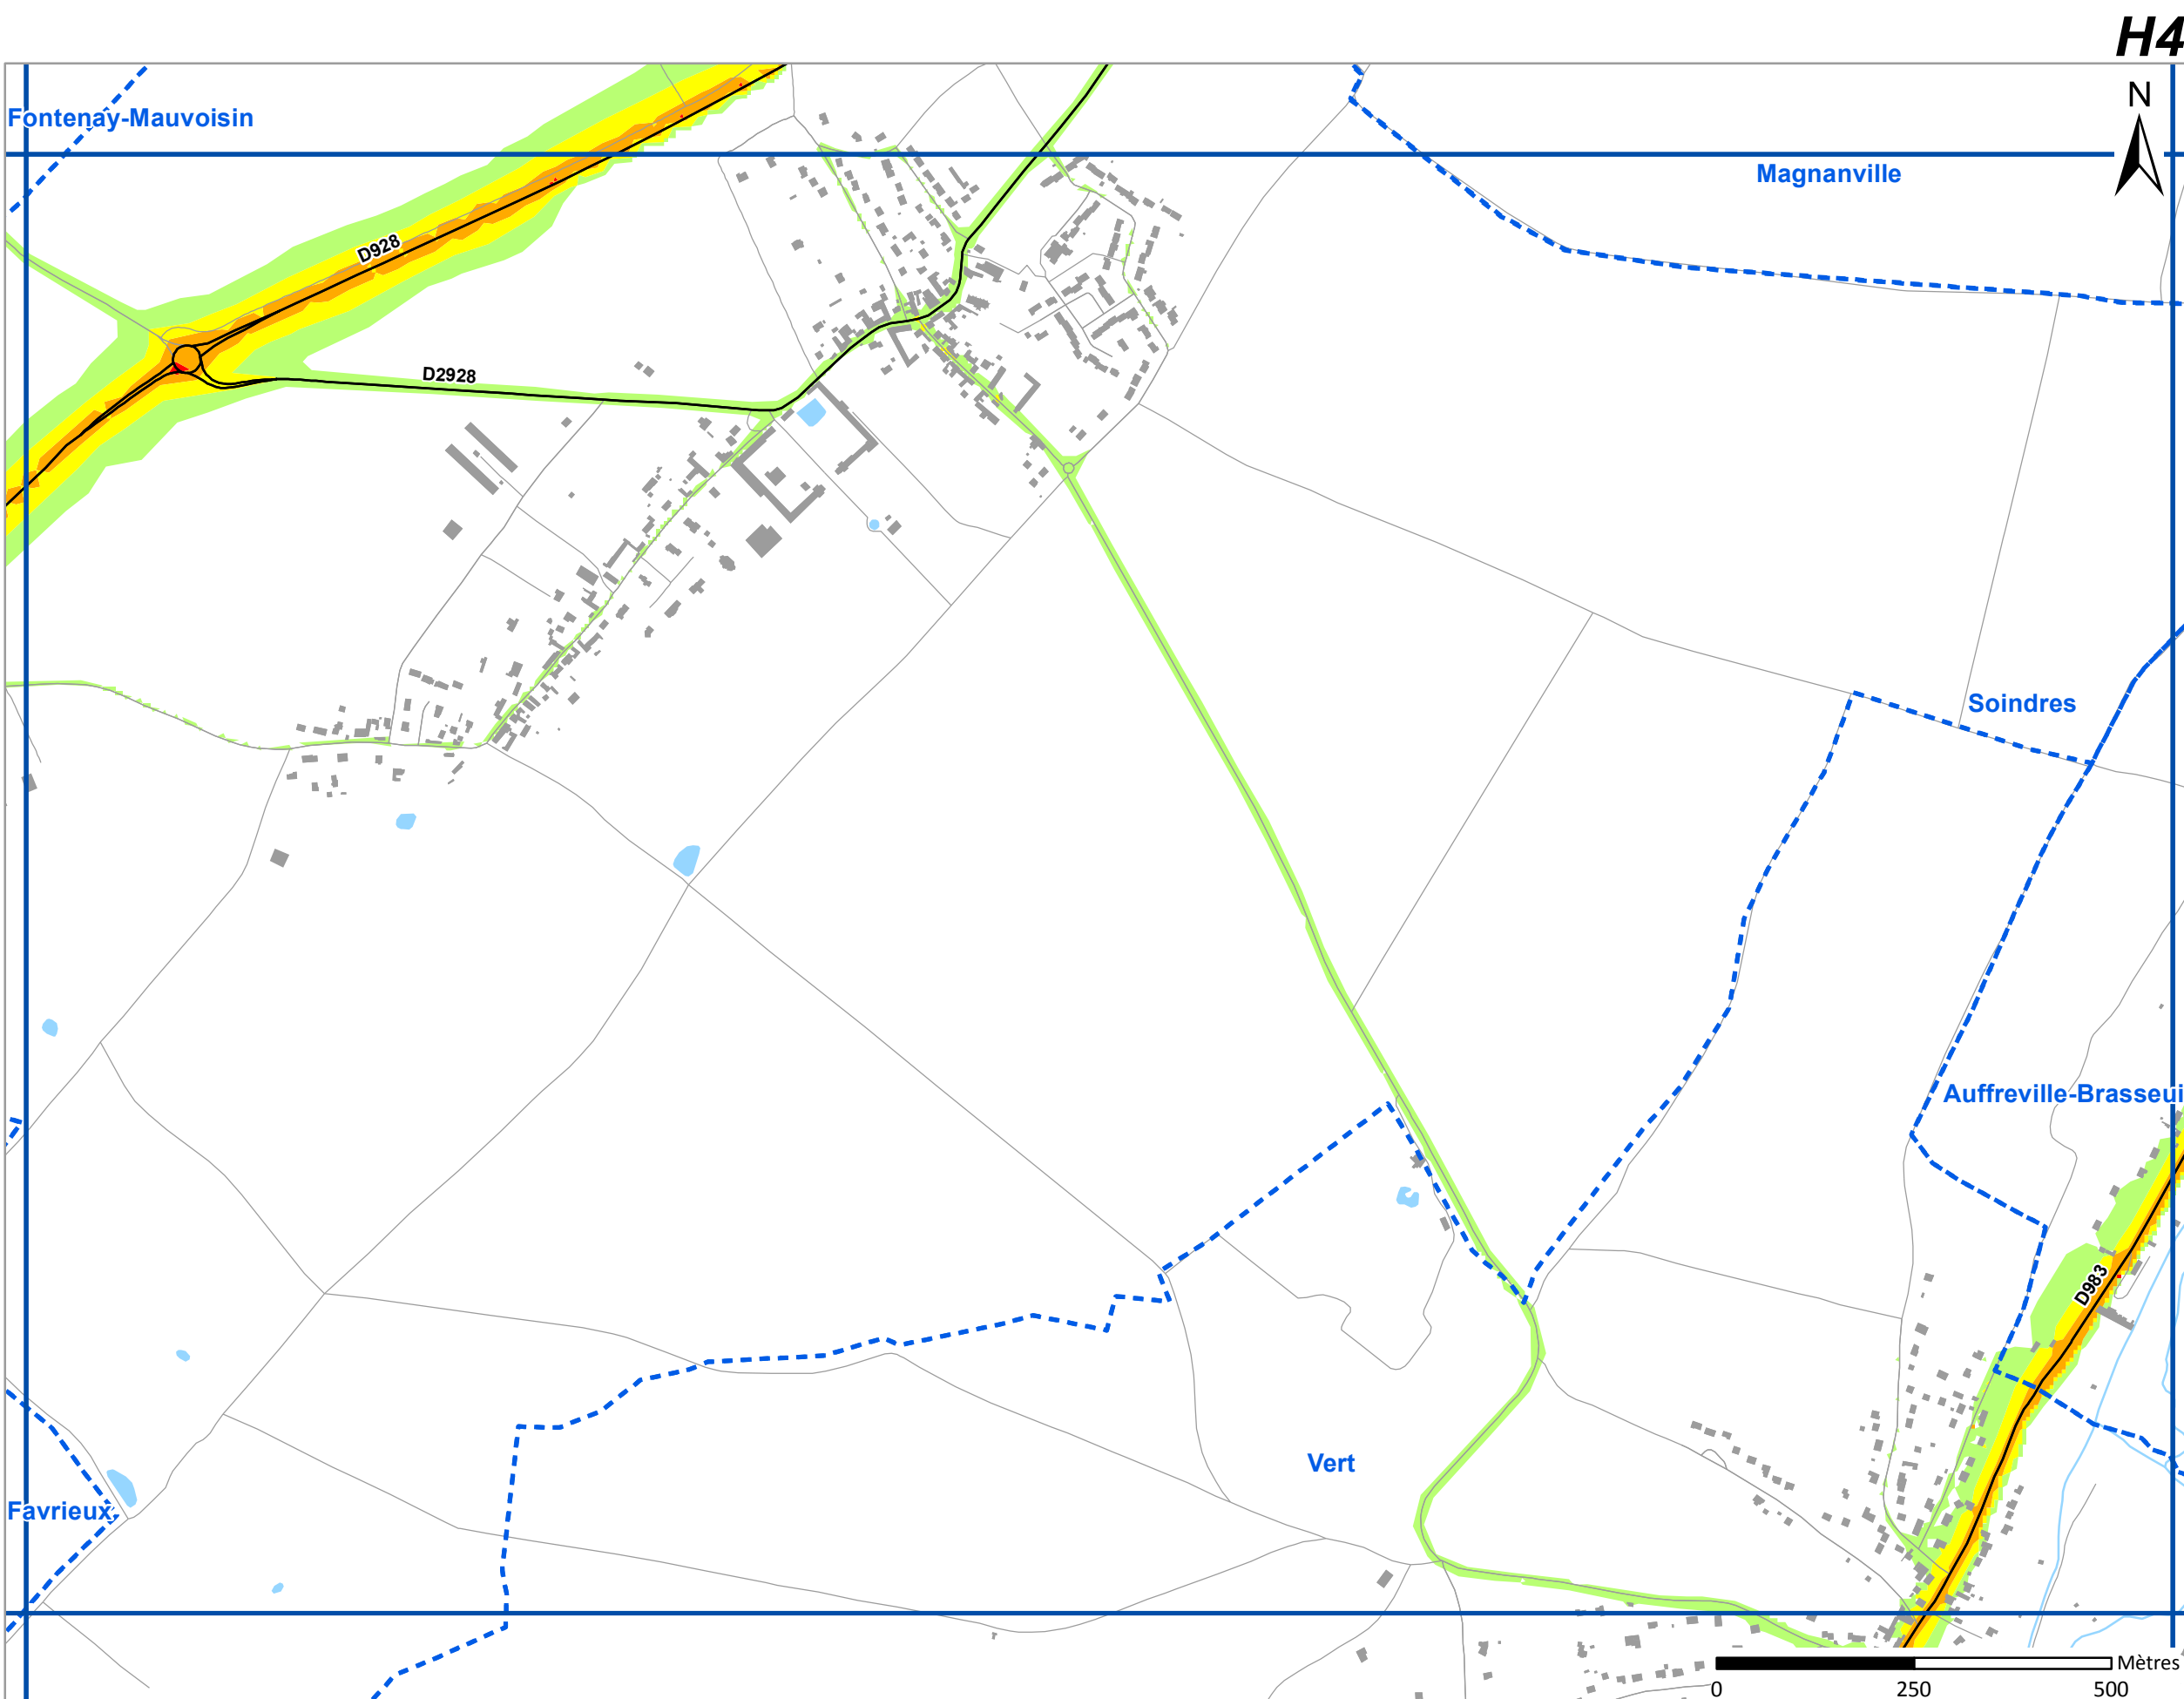 H4
N
Fontenay-Mauvoisin
Magnanville
D928
D2928
Soindres
Auffreville-Brasseui
D983
Vert
Favrieux
Mètres
0 250 500